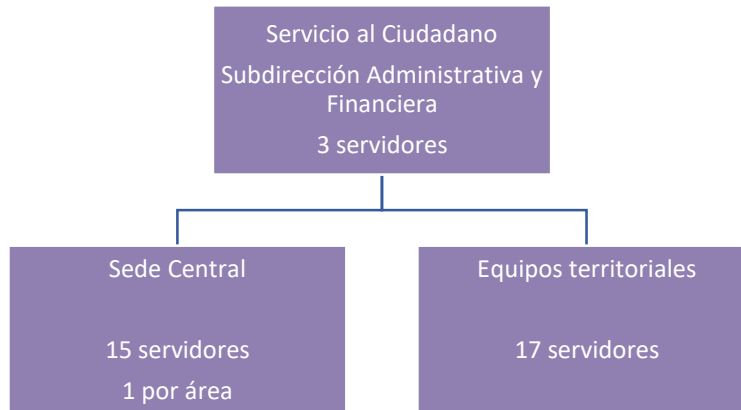 Servicio al Ciudadano
Subdirección Administrativa y
Financiera
3 servidores
Sede Central
15 servidores
1 por área
Equipos territoriales
17 servidores